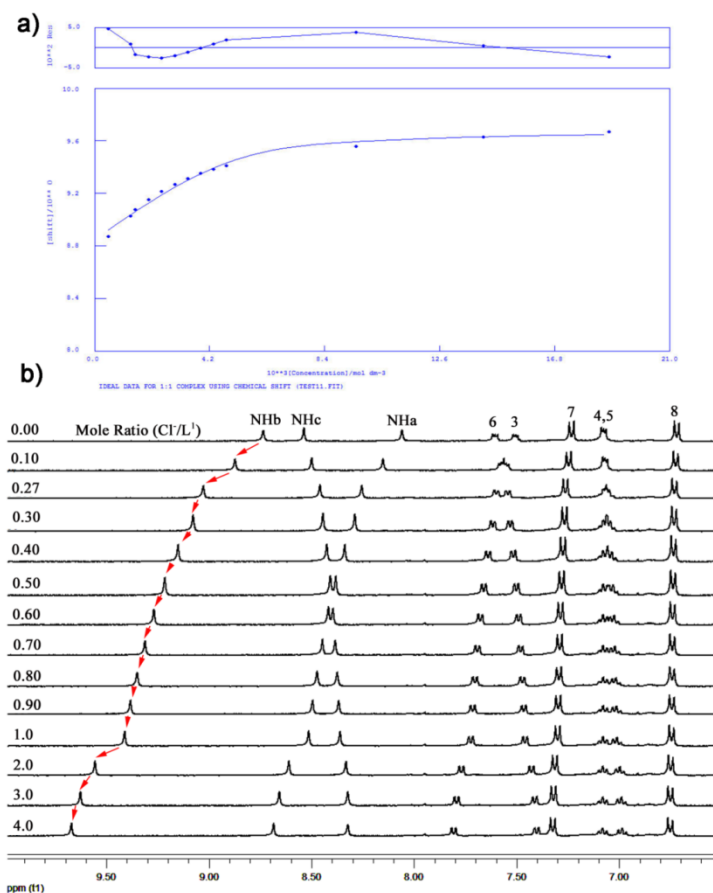 a)
10**2 Res
5.0
-5.0
[shift]/10** 0
10.0
9.6
9.2
8.8
8.4
8.0
0.0 4.2 8.4 12.6 16.8 21.0
10**3[Concentration]/mol dm-3
IDEAL DATA FOR 1:1 COMPLEX USING CHEMICAL SHIFT (TEST11.FIT)
b)
0.00 Mole Ratio (Cl⁻/L¹) NHb NHc NHa 6 3 7 4,5 8
0.10
0.27
0.30
0.40
0.50
0.60
0.70
0.80
0.90
1.0
2.0
3.0
4.0
9.50 9.00 8.50 8.00 7.50 7.00
ppm (f1)